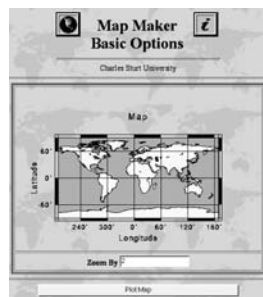 Map Maker
Basic Options
Charles Sturt University
Map
Latitude
60°
0°
-60°
240° 300° 0° 60° 120° 180°
Longitude
Zoom By
Plot Map